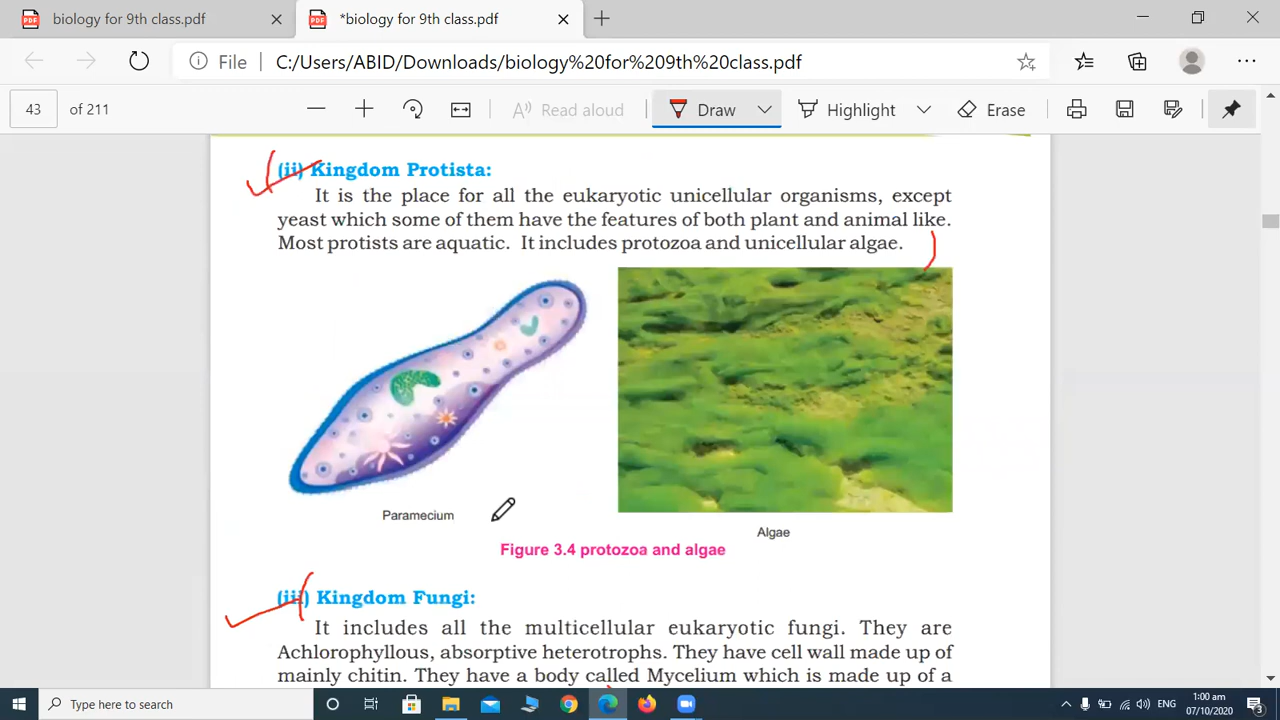 biology for 9th class.pdf
*biology for 9th class.pdf
File
C:/Users/ABID/Downloads/biology%20for%209th%20class.pdf
43 of 211
Read aloud
Draw
Highlight
Erase
(ii) Kingdom Protista:
It is the place for all the eukaryotic unicellular organisms, except
yeast which some of them have the features of both plant and animal like.
Most protists are aquatic. It includes protozoa and unicellular algae.
Paramecium
Algae
Figure 3.4 protozoa and algae
(iii) Kingdom Fungi:
It includes all the multicellular eukaryotic fungi. They are
Achlorophyllous, absorptive heterotrophs. They have cell wall made up of
mainly chitin. They have a body called Mycelium which is made up of a
Type here to search
ENG
1:00 am
07/10/2020
3